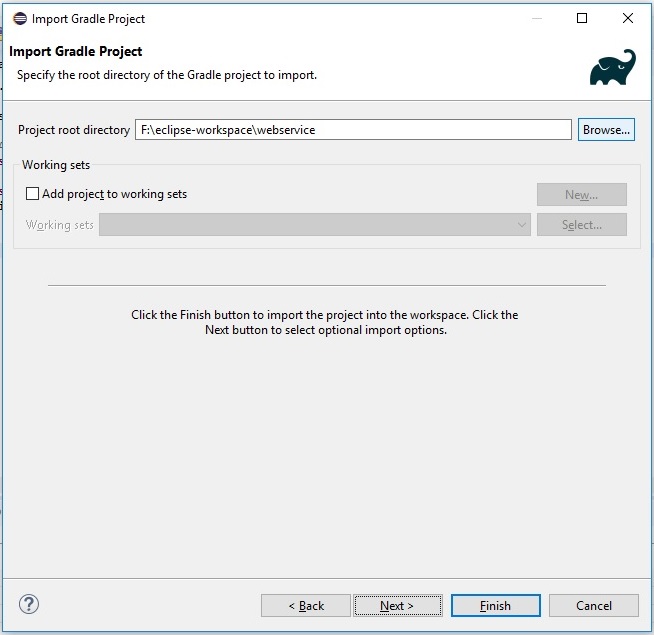 Import Gradle Project
Import Gradle Project
Specify the root directory of the Gradle project to import.
Project root directory F:\eclipse-workspace\webservice Browse...
Working sets
Add project to working sets New...
Working sets Select...
Click the Finish button to import the project into the workspace. Click the
Next button to select optional import options.
? < Back Next > Finish Cancel